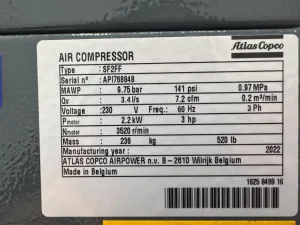 Atlas Copco
AIR COMPRESSOR
Type : SF2FF
Serial n° : API766848
MAWP : 9.75 bar 141 psi 0.97 MPa
Qv : 3.4 l/s 7.2 cfm 0.2 m³/min
Voltage : 230 V Freq.: 60 Hz 3 Ph
Pmotor : 2.2 kW 3 hp
Nmotor : 3520 r/min
Mass : 236 kg 520 lb
Manufacturing year : 2022
ATLAS COPCO AIRPOWER n.v. B - 2610 Wilrijk Belgium
Made in Belgium
1625 8499 16